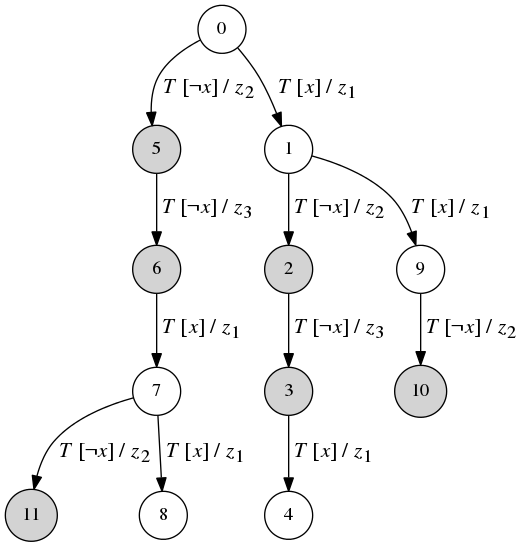 0
T [¬x] / z₂ T [x] / z₁
5 1
T [¬x] / z₃ T [¬x] / z₂ T [x] / z₁
6 2 9
T [x] / z₁ T [¬x] / z₃ T [¬x] / z₂
7 3 10
T [¬x] / z₂ T [x] / z₁ T [x] / z₁
11 8 4